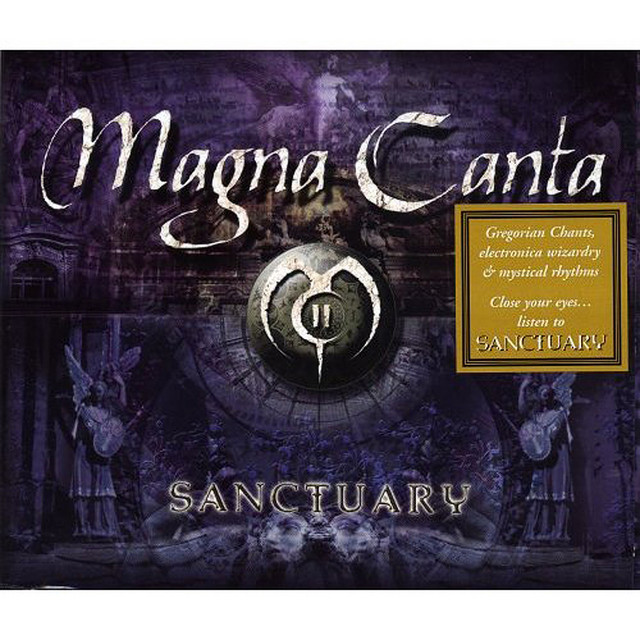 Magna Canta
Gregorian Chants,
electronica wizardry
& mystical rhythms
Close your eyes...
listen to
SANCTUARY
II
SANCTUARY